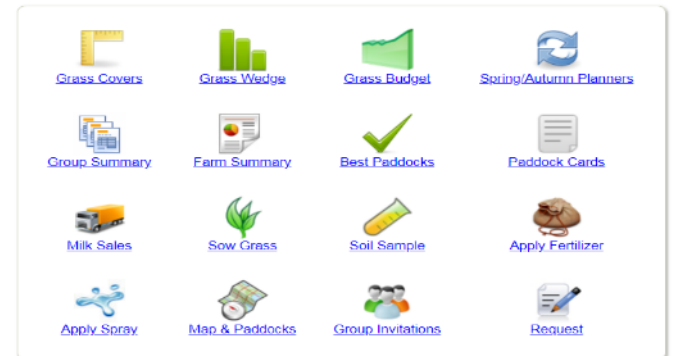 Grass Covers Grass Wedge Grass Budget Spring/Autumn Planners
Group Summary Farm Summary Best Paddocks Paddock Cards
Milk Sales Sow Grass Soil Sample Apply Fertilizer
Apply Spray Map & Paddocks Group Invitations Request